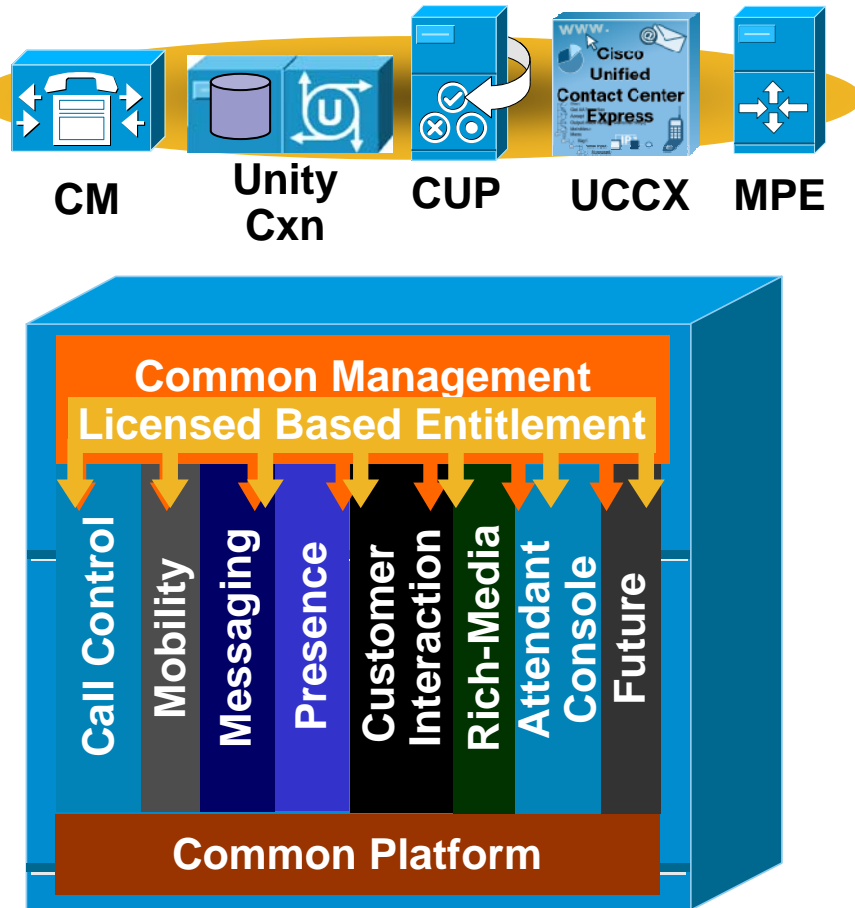 www.
@
Cisco
Unified
Contact Center
Express
U
CM
Unity
Cxn
CUP
UCCX
MPE
Common Management
Licensed Based Entitlement
Call Control
Mobility
Messaging
Presence
Customer
Interaction
Rich-Media
Attendant
Console
Future
Common Platform